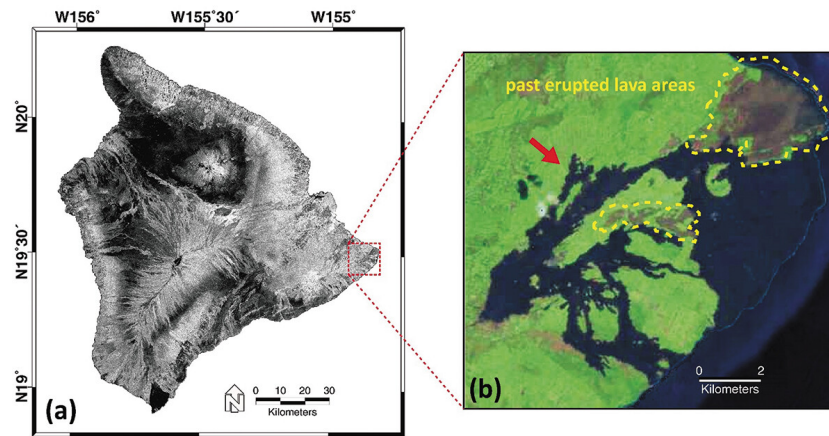 W156° W155°30´ W155°
N20°
N19°30´
N19°
N
0 10 20 30
Kilometers
(a)
past erupted lava areas
0 2
Kilometers
(b)